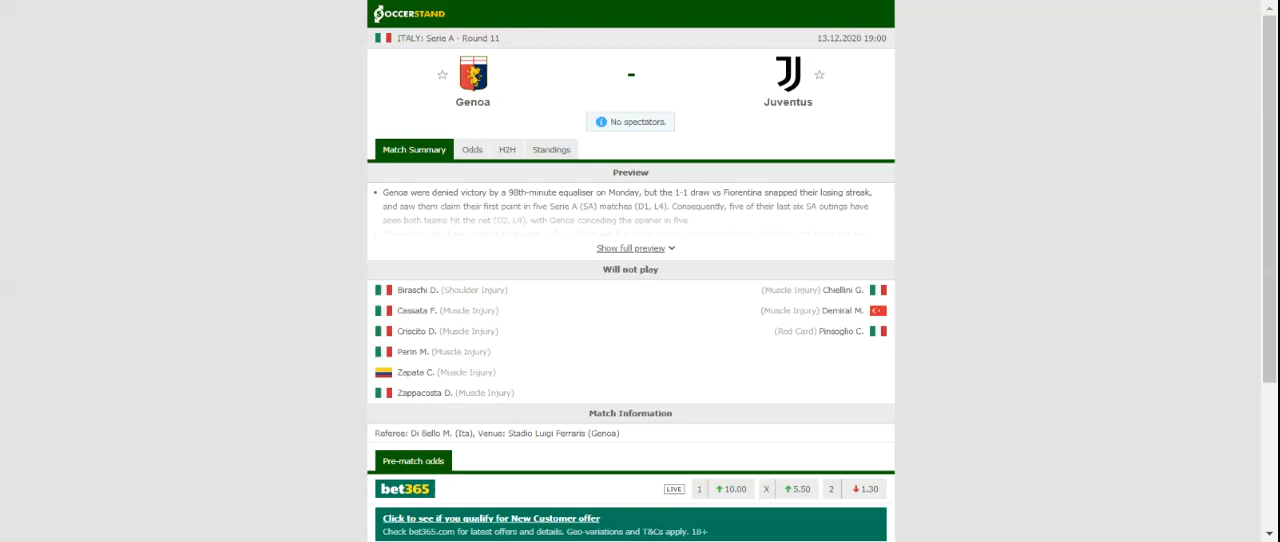 SOCCERSTAND
ITALY: Serie A - Round 11
13.12.2020 19:00
-
Genoa
Juventus
No spectators.
Match Summary
Odds
H2H
Standings
Preview
Genoa were denied victory by a 98th-minute equaliser on Monday, but the 1-1 draw vs Fiorentina snapped their losing streak,
and saw them claim their first point in five Serie A (SA) matches (D1, L4). Consequently, five of their last six SA outings have
seen both teams hit the net (D2, L4), with Genoa conceding the opener in five.
Show full preview
Will not play
Biraschi D. (Shoulder Injury)
(Muscle Injury) Chiellini G.
Cassata F. (Muscle Injury)
(Muscle Injury) Demiral M.
Criscito D. (Muscle Injury)
(Red Card) Pinsoglio C.
Perin M. (Muscle Injury)
Zapata C. (Muscle Injury)
Zappacosta D. (Muscle Injury)
Match Information
Referee: Di Bello M. (Ita), Venue: Stadio Luigi Ferraris (Genoa)
Pre-match odds
bet365
LIVE
1 10.00
X 5.50
2 1.30
Click to see if you qualify for New Customer offer
Check bet365.com for latest offers and details. Geo-variations and T&Cs apply. 18+